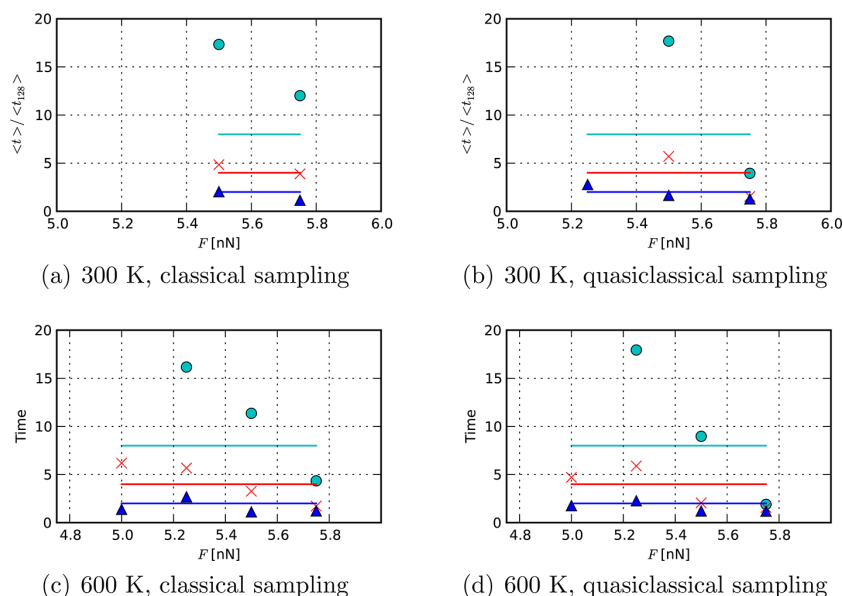 20
15
10
5
0
<t>/<t128>
5.0 5.2 5.4 5.6 5.8 6.0
F [nN]
(a) 300 K, classical sampling
20
15
10
5
0
<t>/<t128>
5.0 5.2 5.4 5.6 5.8 6.0
F [nN]
(b) 300 K, quasiclassical sampling
20
15
10
5
0
Time
4.8 5.0 5.2 5.4 5.6 5.8
F [nN]
(c) 600 K, classical sampling
20
15
10
5
0
Time
4.8 5.0 5.2 5.4 5.6 5.8
F [nN]
(d) 600 K, quasiclassical sampling